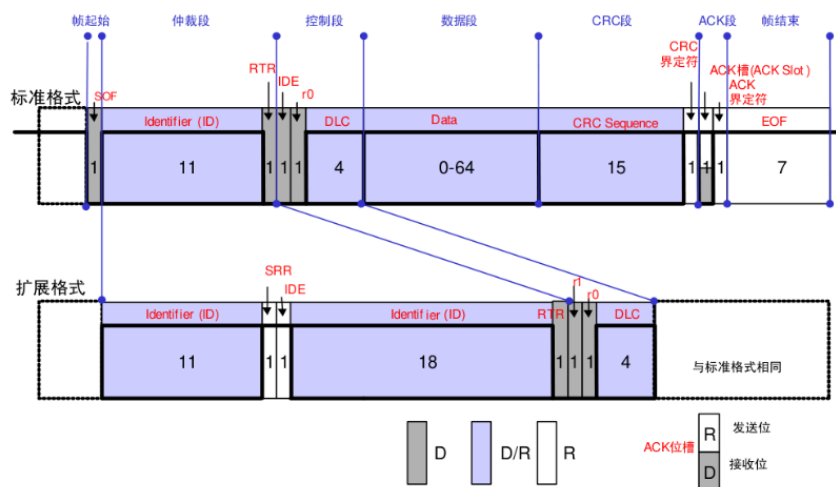 帧起始 仲裁段 控制段 数据段 CRC段 ACK段 帧结束
CRC
界定符
RTR IDE ACK槽(ACK Slot)
ACK
界定符
标准格式 SOF r0
Identifier (ID) DLC Data CRC Sequence EOF
1 11 1 1 1 4 0-64 15 1 1 1 7
扩展格式 SRR IDE r1 r0
Identifier (ID) Identifier (ID) RTR DLC
11 1 1 18 1 1 1 4 与标准格式相同
D D/R R
ACK位槽
R 发送位
D 接收位